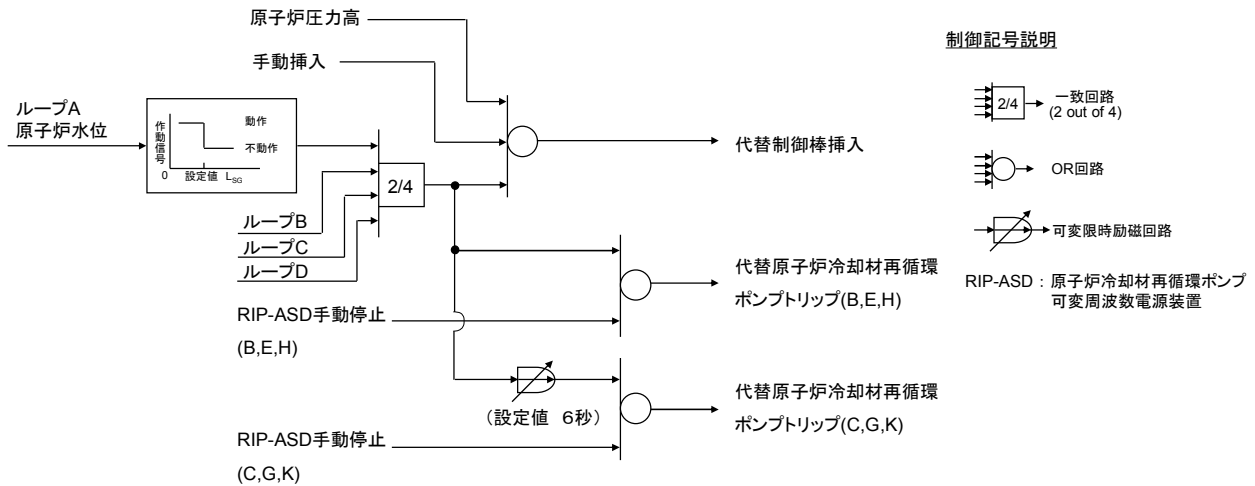 原子炉圧力高
手動挿入
ループA
原子炉水位
作動信号
動作
不動作
0
設定値 LSG
2/4
ループB
ループC
ループD
代替制御棒挿入
代替原子炉冷却材再循環
ポンプトリップ(B,E,H)
RIP-ASD手動停止
(B,E,H)
(設定値 6秒)
代替原子炉冷却材再循環
ポンプトリップ(C,G,K)
RIP-ASD手動停止
(C,G,K)
制御記号説明
2/4
一致回路
(2 out of 4)
OR回路
可変限時励磁回路
RIP-ASD : 原子炉冷却材再循環ポンプ
可変周波数電源装置